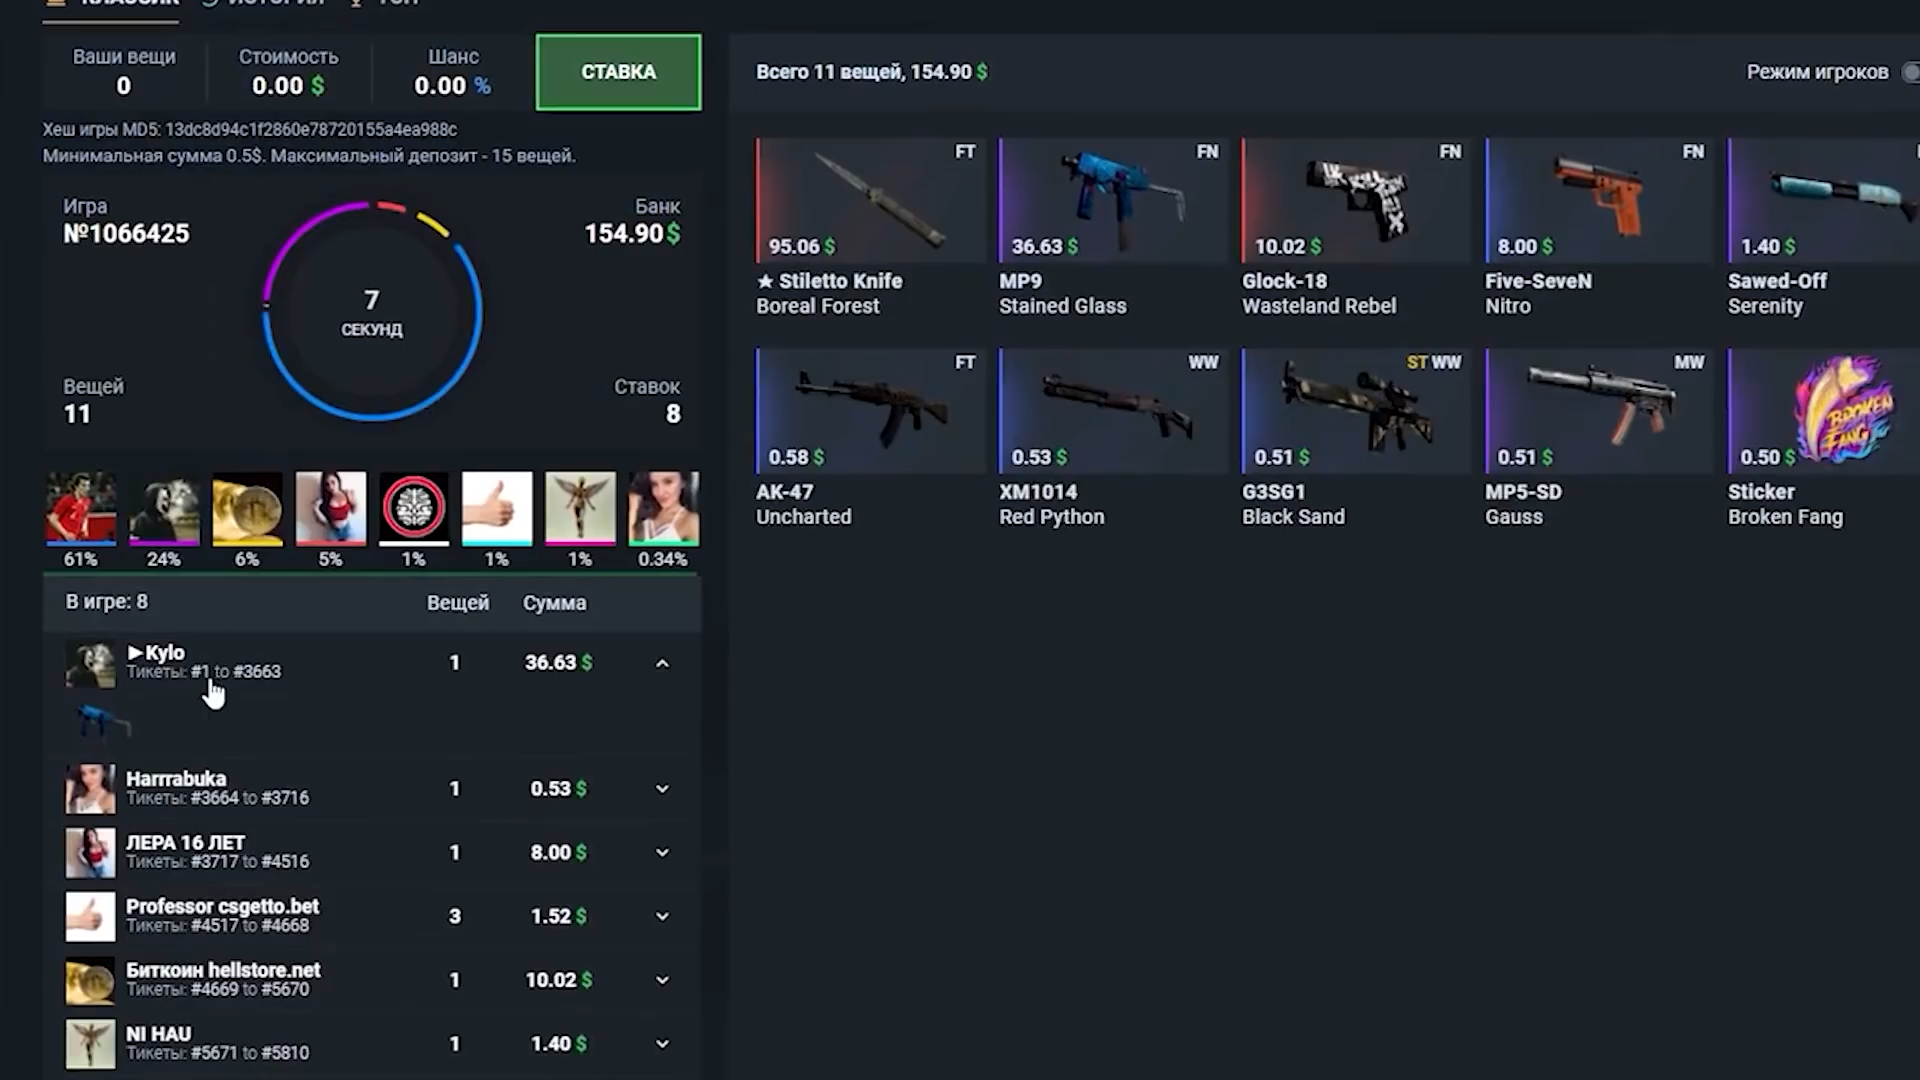 КЛАССИК ИСТОРИЯ ТОП
Ваши вещи
0
Стоимость
0.00 $
Шанс
0.00 %
СТАВКА
Хеш игры MD5: 13dc8d94c1f2860e78720155a4ea988c
Минимальная сумма 0.5$. Максимальный депозит - 15 вещей.
Игра
№1066425
Банк
154.90 $
7
СЕКУНД
Вещей
11
Ставок
8
61% 24% 6% 5% 1% 1% 1% 0.34%
В игре: 8 Вещей Сумма
►Kylo
Тикеты: #1 to #3663
1 36.63 $
Harrrabuka
Тикеты: #3664 to #3716
1 0.53 $
ЛЕРА 16 ЛЕТ
Тикеты: #3717 to #4516
1 8.00 $
Professor csgetto.bet
Тикеты: #4517 to #4668
3 1.52 $
Биткоин hellstore.net
Тикеты: #4669 to #5670
1 10.02 $
NI HAU
Тикеты: #5671 to #5810
1 1.40 $
Всего 11 вещей, 154.90 $
Режим игроков
FT
95.06 $
★ Stiletto Knife
Boreal Forest
FN
36.63 $
MP9
Stained Glass
FN
10.02 $
Glock-18
Wasteland Rebel
FN
8.00 $
Five-SeveN
Nitro
1.40 $
Sawed-Off
Serenity
FT
0.58 $
AK-47
Uncharted
WW
0.53 $
XM1014
Red Python
ST WW
0.51 $
G3SG1
Black Sand
MW
0.51 $
MP5-SD
Gauss
BROKEN
FANG
0.50 $
Sticker
Broken Fang